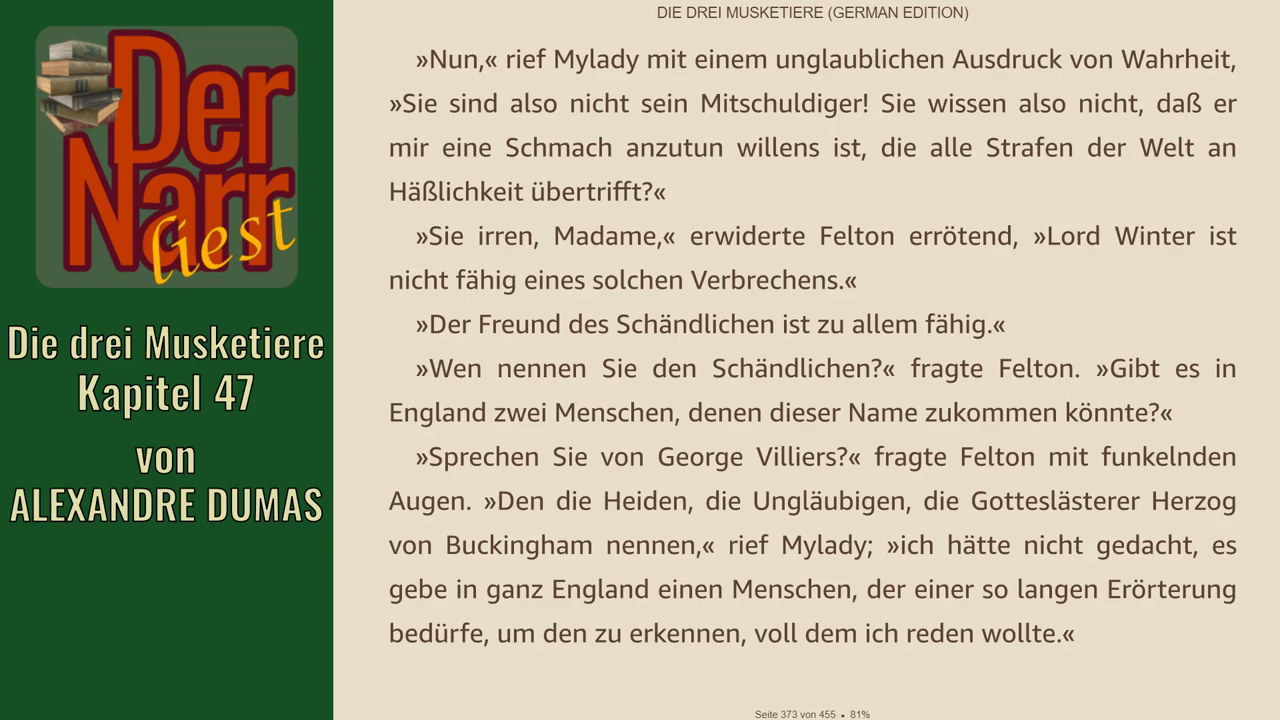 Der
Narr
liest
Die drei Musketiere
Kapitel 47
von
ALEXANDRE DUMAS
DIE DREI MUSKETIERE (GERMAN EDITION)
»Nun,« rief Mylady mit einem unglaublichen Ausdruck von Wahrheit,
»Sie sind also nicht sein Mitschuldiger! Sie wissen also nicht, daß er
mir eine Schmach anzutun willens ist, die alle Strafen der Welt an
Häßlichkeit übertrifft?«
»Sie irren, Madame,« erwiderte Felton errötend, »Lord Winter ist
nicht fähig eines solchen Verbrechens.«
»Der Freund des Schändlichen ist zu allem fähig.«
»Wen nennen Sie den Schändlichen?« fragte Felton. »Gibt es in
England zwei Menschen, denen dieser Name zukommen könnte?«
»Sprechen Sie von George Villiers?« fragte Felton mit funkelnden
Augen. »Den die Heiden, die Ungläubigen, die Gotteslästerer Herzog
von Buckingham nennen,« rief Mylady; »ich hätte nicht gedacht, es
gebe in ganz England einen Menschen, der einer so langen Erörterung
bedürfe, um den zu erkennen, voll dem ich reden wollte.«
Seite 373 von 455 • 81%